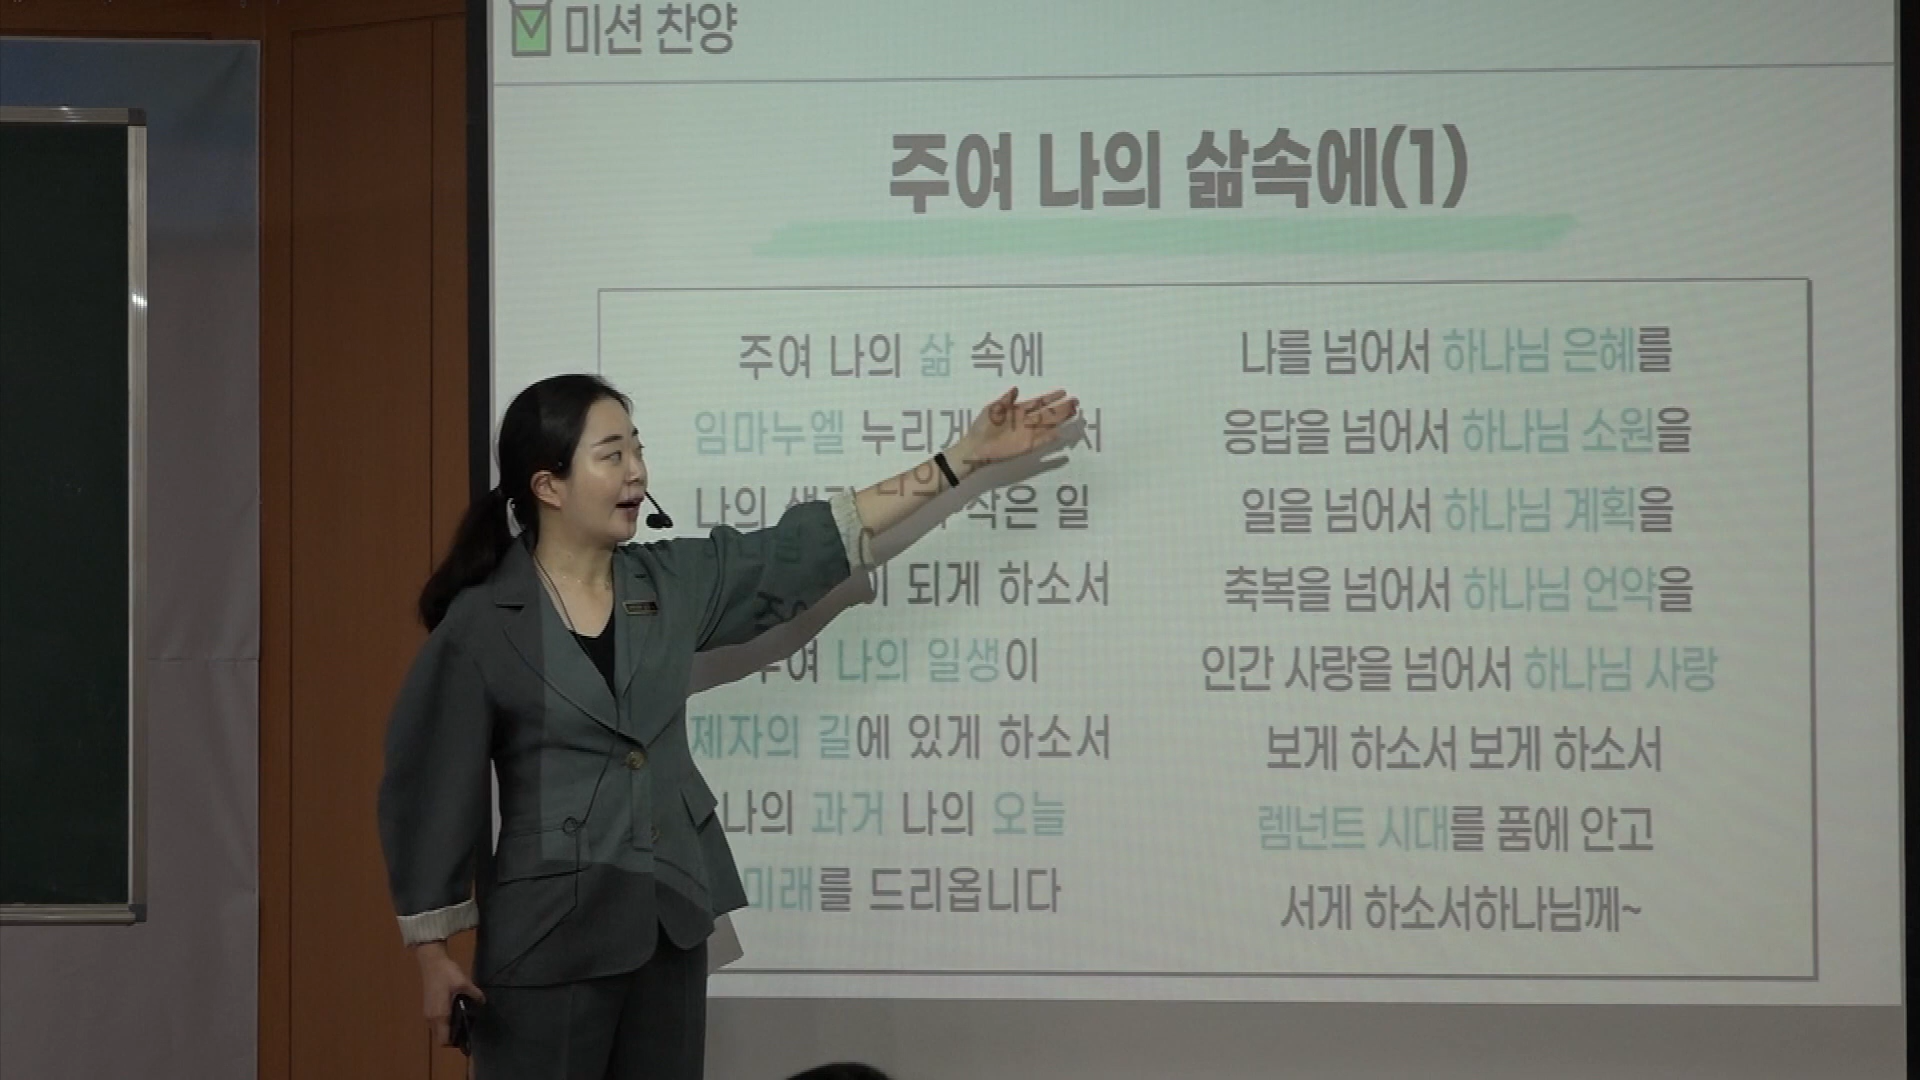 미션 찬양
주여 나의 삶속에(1)
주여 나의 삶 속에
임마누엘 누리게 하소서
나의 작은 일
되게 하소서
나의 일생이
제자의 길에 있게 하소서
나의 과거 나의 오늘
미래를 드리옵니다
나를 넘어서 하나님 은혜를
응답을 넘어서 하나님 소원을
일을 넘어서 하나님 계획을
축복을 넘어서 하나님 언약을
인간 사랑을 넘어서 하나님 사랑
보게 하소서 보게 하소서
렘넌트 시대를 품에 안고
서게 하소서하나님께~